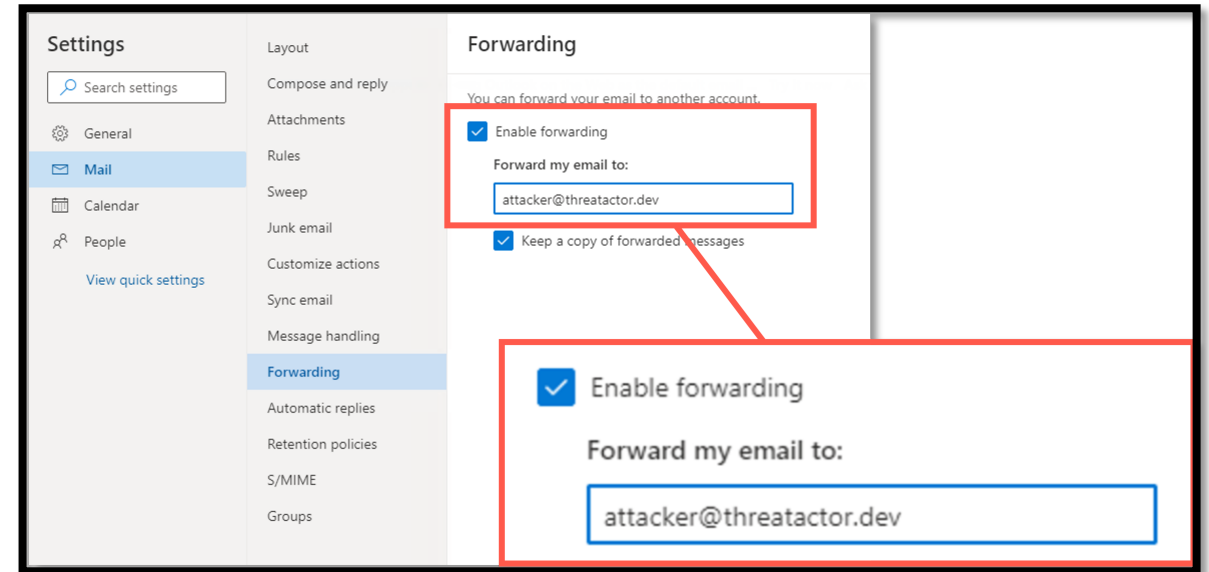 Settings
Search settings
General
Mail
Calendar
People
View quick settings
Layout
Compose and reply
Attachments
Rules
Sweep
Junk email
Customize actions
Sync email
Message handling
Forwarding
Automatic replies
Retention policies
S/MIME
Groups
Forwarding
You can forward your email to another account.
Enable forwarding
Forward my email to:
attacker@threatactor.dev
Keep a copy of forwarded messages
Enable forwarding
Forward my email to:
attacker@threatactor.dev